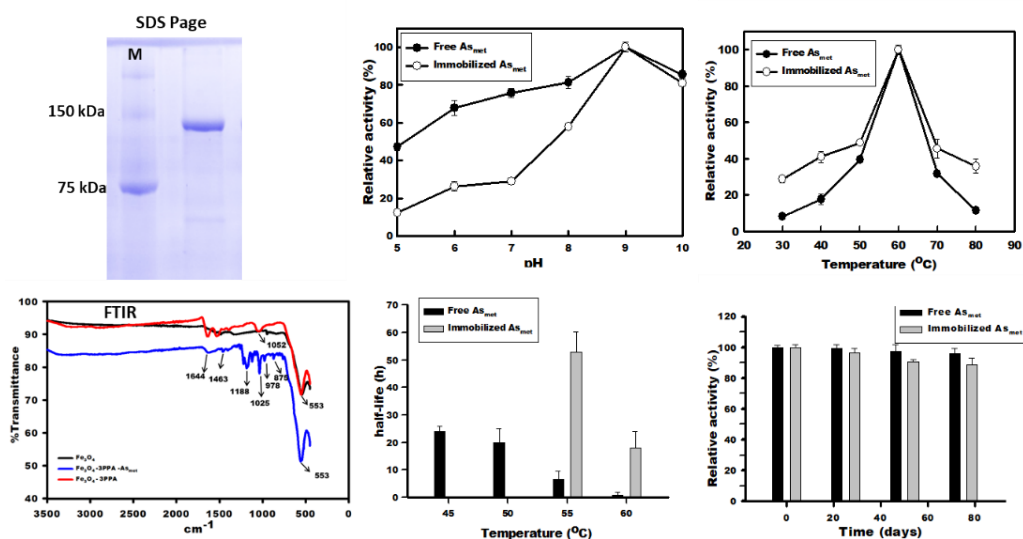 SDS Page
M
150 kDa
75 kDa
Relative activity (%)
100
80
60
40
20
0
Free Asmet
Immobilized Asmet
5 6 7 8 9 10
pH
Relative activity (%)
100
80
60
40
20
0
Free Asmet
Immobilized Asmet
20 30 40 50 60 70 80 90
Temperature (OC)
FTIR
%Transmittance
100
90
80
70
60
50
40
1052
1644
1463
1188
1025
978
875
553
553
Fe3O4
Fe3O4-3PPA -Asmet
Fe3O4- 3PPA
3500 3000 2500 2000 1500 1000 500 0
cm-1
half-life (h)
70
60
50
40
30
20
10
0
Free Asmet
Immobilized Asmet
45 50 55 60
Temperature (OC)
Relative activity (%)
120
100
80
60
40
20
0
Free Asmet
Immobilized Asmet
0 20 40 60 80
Time (days)